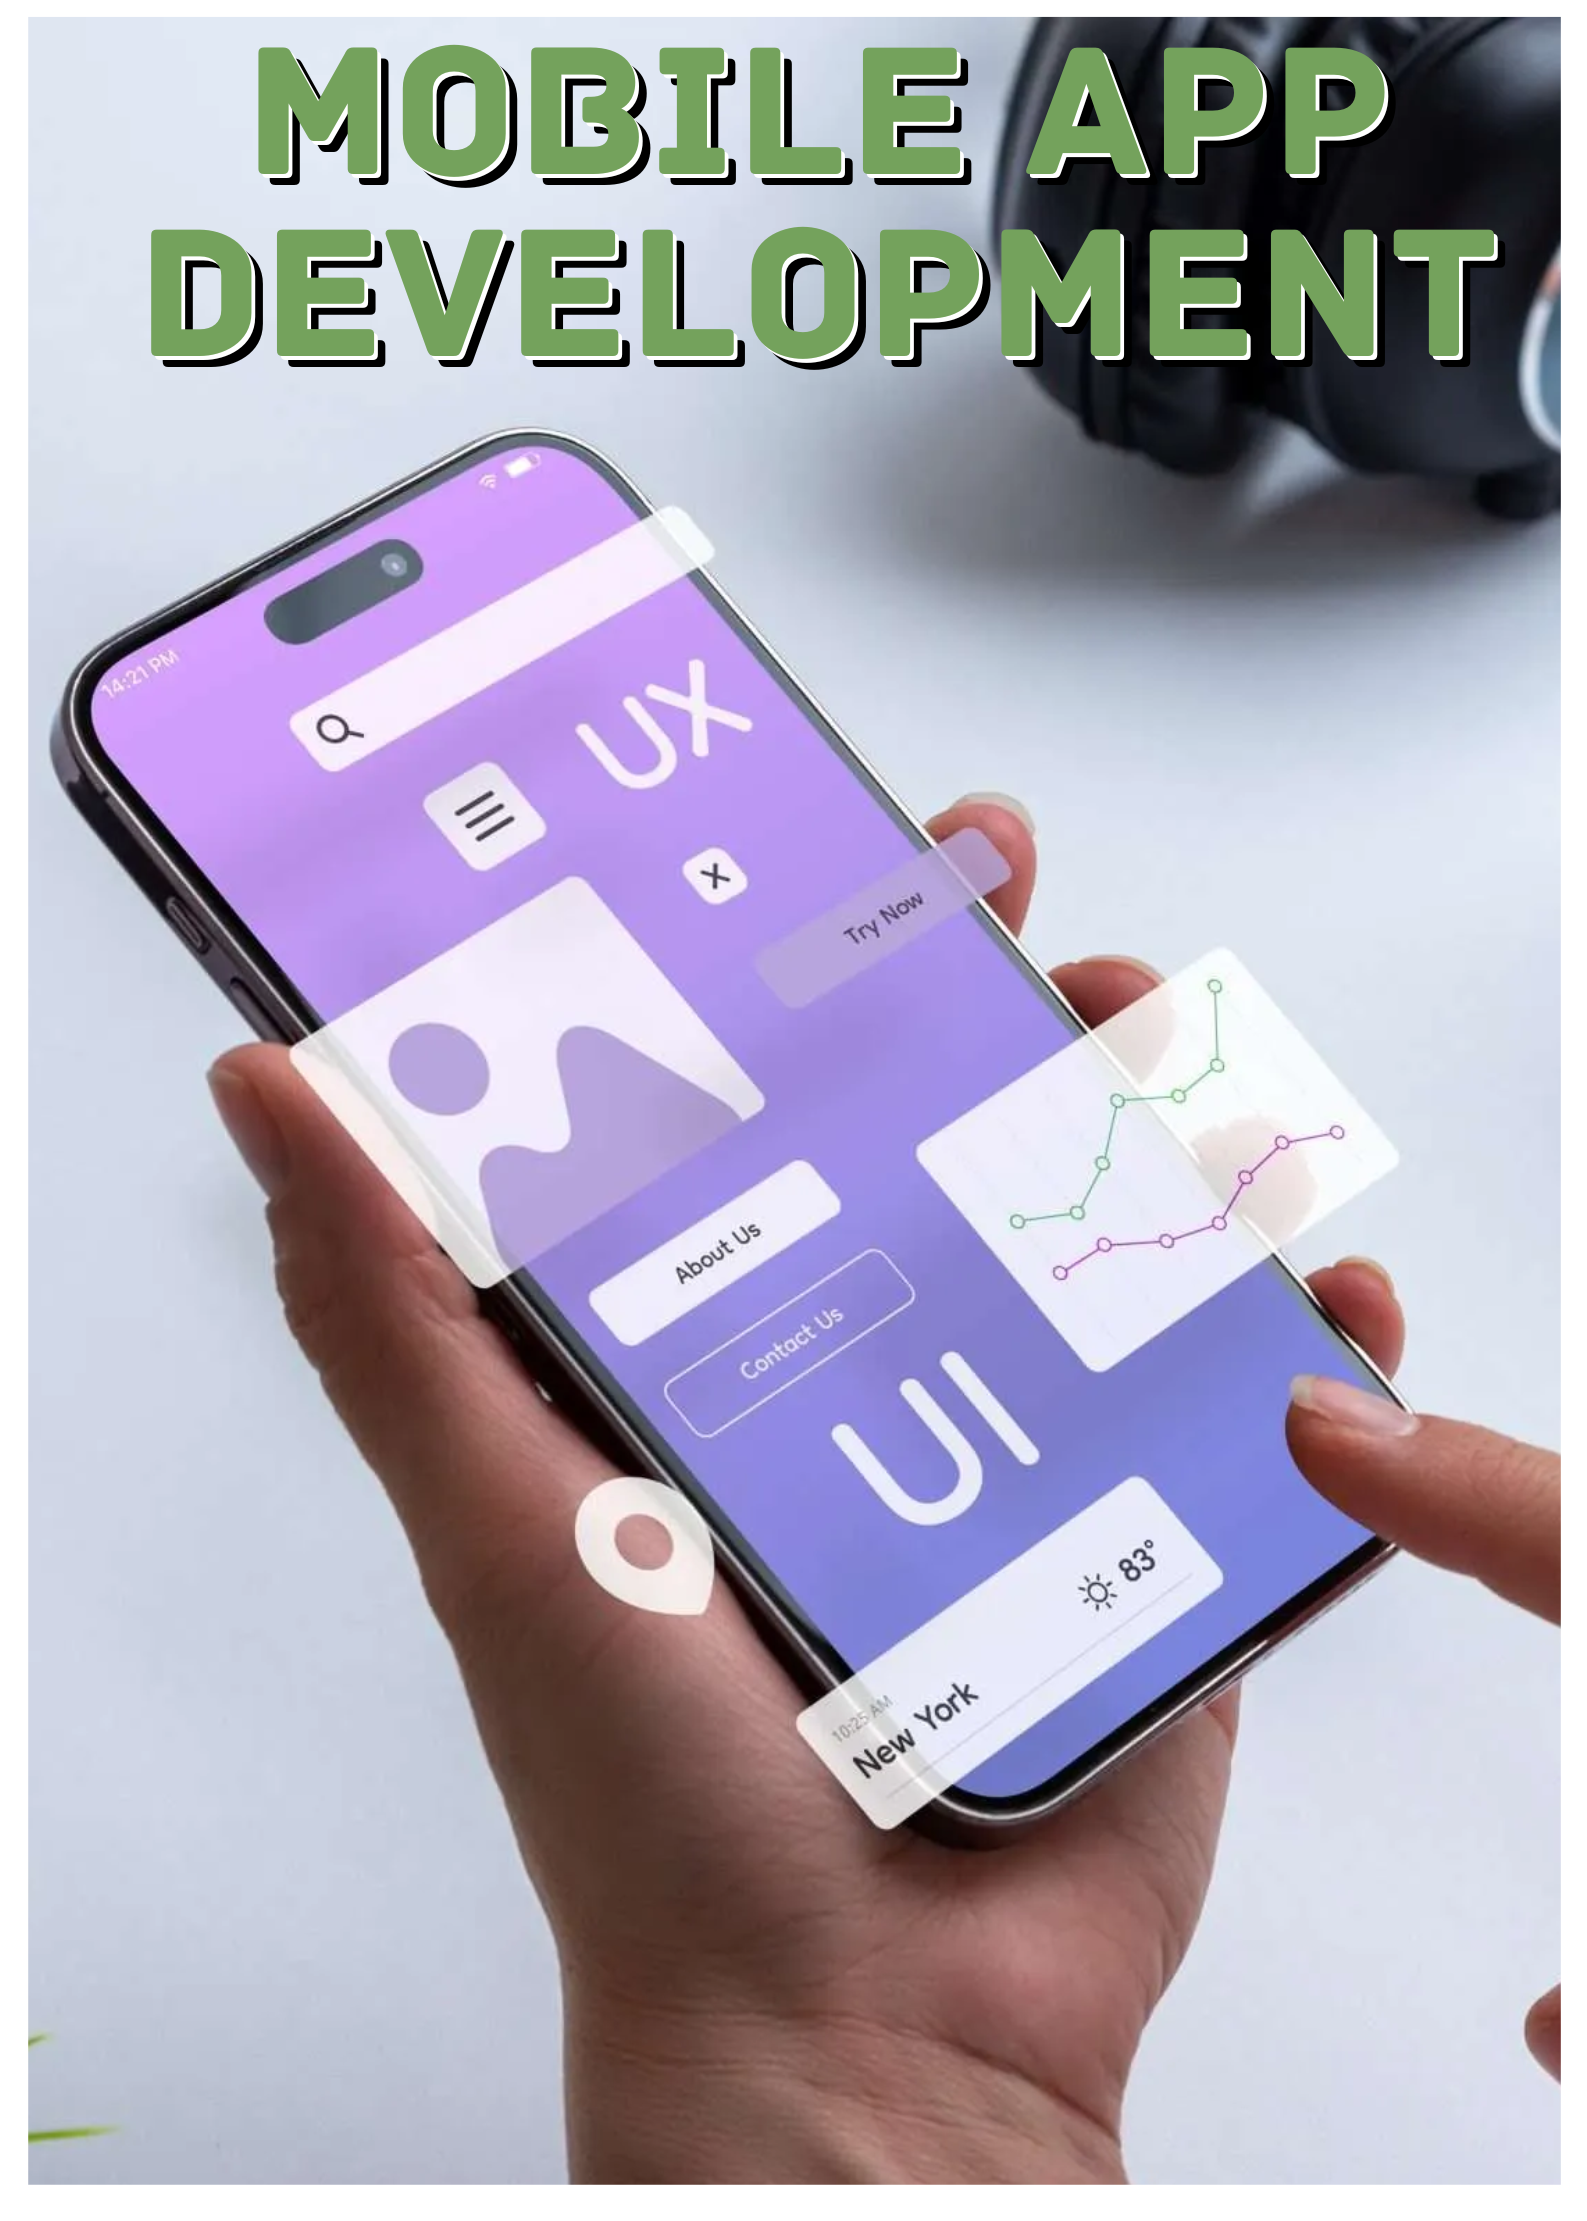 MOBILE APP
DEVELOPMENT
14:21 PM
UX
X
Try Now
About Us
Contact Us
UI
83°
10:25 AM
New York